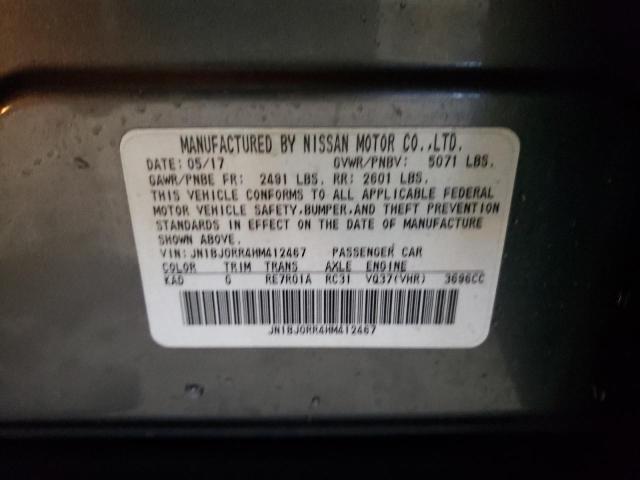 MANUFACTURED BY NISSAN MOTOR CO.,LTD.
DATE: 05/17 GVWR/PNBV: 5071 LBS.
GAWR/PNBE FR: 2491 LBS. RR: 2601 LBS.
THIS VEHICLE CONFORMS TO ALL APPLICABLE FEDERAL
MOTOR VEHICLE SAFETY,BUMPER,AND THEFT PREVENTION
STANDARDS IN EFFECT ON THE DATE OF MANUFACTURE
SHOWN ABOVE.
VIN: JN1BJ0RR4HM412467 PASSENGER CAR
COLOR TRIM TRANS AXLE ENGINE
KAD G RE7R01A RC31 VQ37(VHR) 3696CC
JN1BJ0RR4HM412467